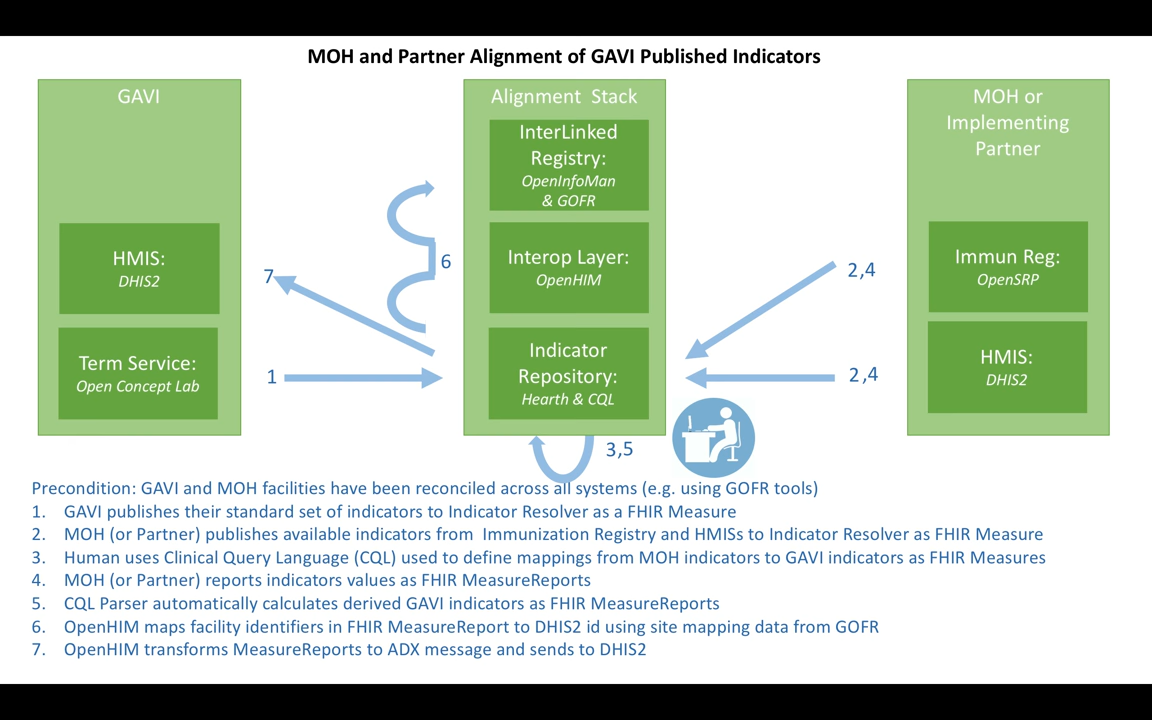 MOH and Partner Alignment of GAVI Published Indicators
GAVI
HMIS:
DHIS2
Term Service:
Open Concept Lab
Alignment Stack
InterLinked
Registry:
OpenInfoMan
& GOFR
Interop Layer:
OpenHIM
Indicator
Repository:
Hearth & CQL
MOH or
Implementing
Partner
Immun Reg:
OpenSRP
HMIS:
DHIS2
7
1
6
2,4
2,4
3,5
Precondition: GAVI and MOH facilities have been reconciled across all systems (e.g. using GOFR tools)
1. GAVI publishes their standard set of indicators to Indicator Resolver as a FHIR Measure
2. MOH (or Partner) publishes available indicators from Immunization Registry and HMISs to Indicator Resolver as FHIR Measure
3. Human uses Clinical Query Language (CQL) used to define mappings from MOH indicators to GAVI indicators as FHIR Measures
4. MOH (or Partner) reports indicators values as FHIR MeasureReports
5. CQL Parser automatically calculates derived GAVI indicators as FHIR MeasureReports
6. OpenHIM maps facility identifiers in FHIR MeasureReport to DHIS2 id using site mapping data from GOFR
7. OpenHIM transforms MeasureReports to ADX message and sends to DHIS2